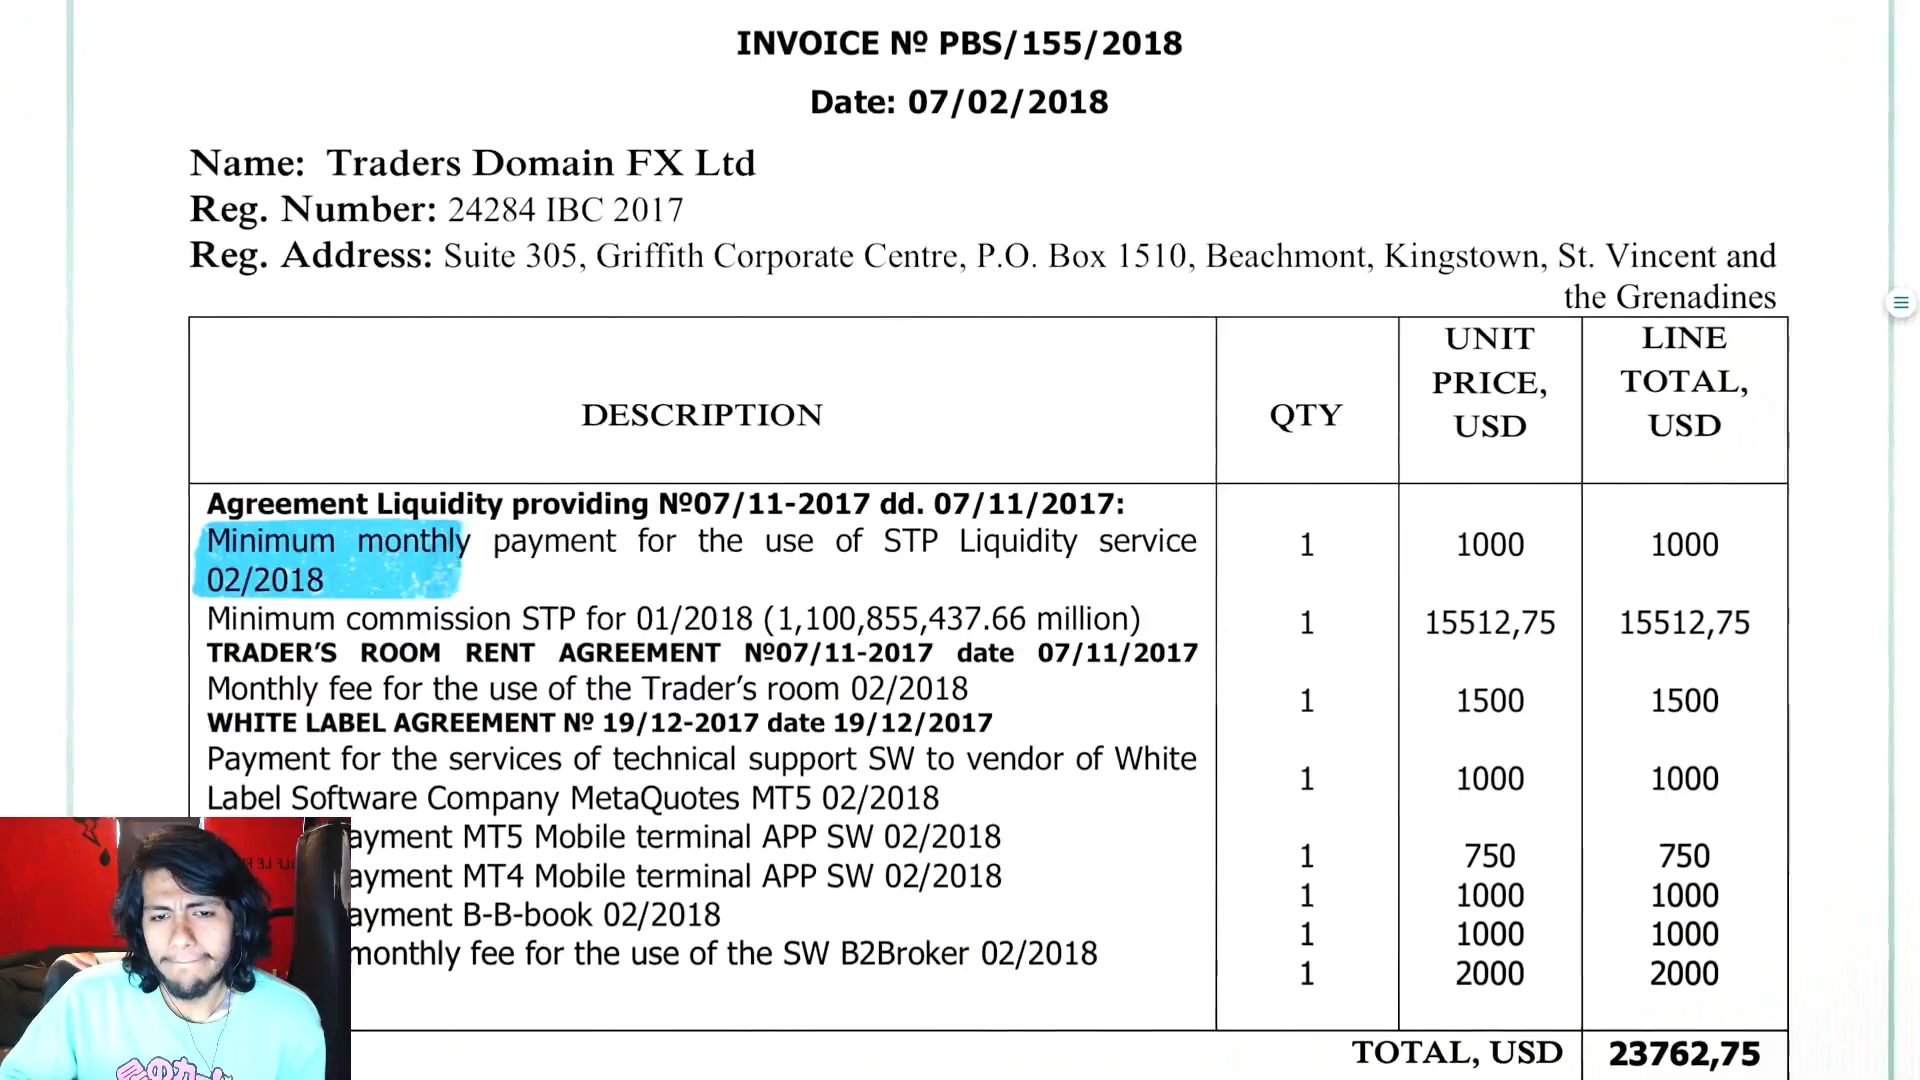 INVOICE № PBS/155/2018
Date: 07/02/2018
Name: Traders Domain FX Ltd
Reg. Number: 24284 IBC 2017
Reg. Address: Suite 305, Griffith Corporate Centre, P.O. Box 1510, Beachmont, Kingstown, St. Vincent and
the Grenadines
DESCRIPTION QTY UNIT PRICE, USD LINE TOTAL, USD
Agreement Liquidity providing №07/11-2017 dd. 07/11/2017:
Minimum monthly payment for the use of STP Liquidity service 1 1000 1000
02/2018
Minimum commission STP for 01/2018 (1,100,855,437.66 million) 1 15512,75 15512,75
TRADER'S ROOM RENT AGREEMENT №07/11-2017 date 07/11/2017
Monthly fee for the use of the Trader's room 02/2018 1 1500 1500
WHITE LABEL AGREEMENT № 19/12-2017 date 19/12/2017
Payment for the services of technical support SW to vendor of White 1 1000 1000
Label Software Company MetaQuotes MT5 02/2018
ayment MT5 Mobile terminal APP SW 02/2018 1 750 750
ayment MT4 Mobile terminal APP SW 02/2018 1 1000 1000
ayment B-B-book 02/2018 1 1000 1000
monthly fee for the use of the SW B2Broker 02/2018 1 2000 2000
TOTAL, USD 23762,75